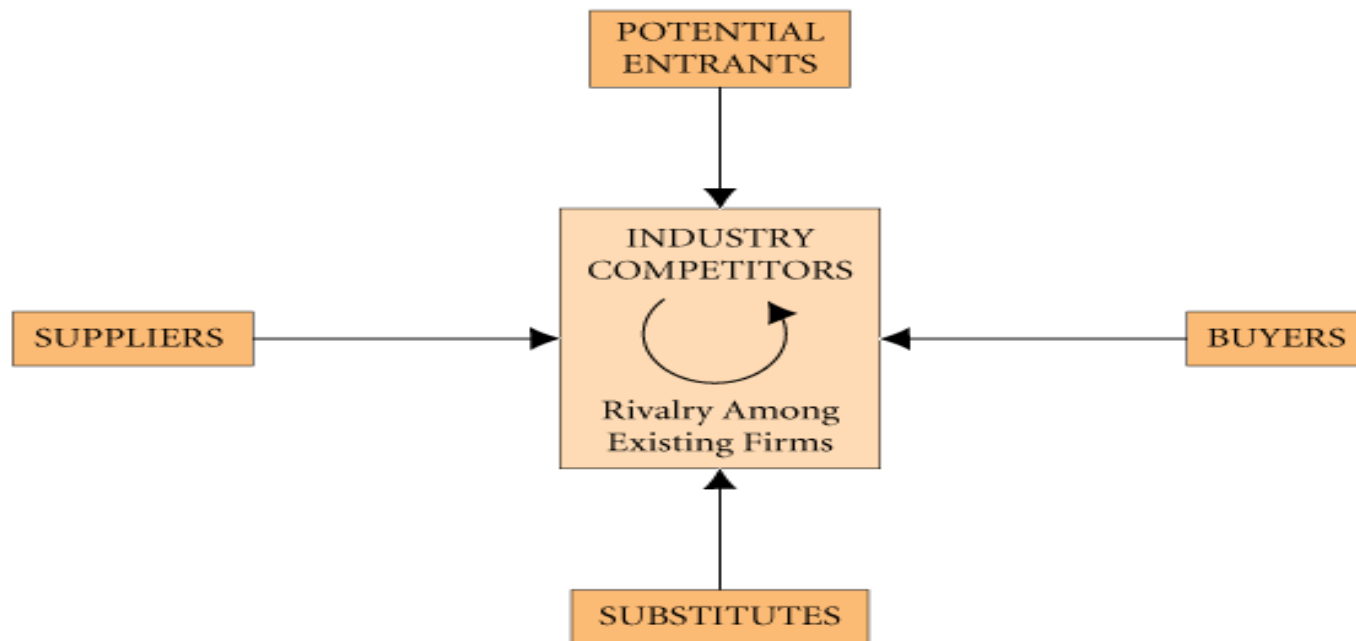 POTENTIAL
ENTRANTS
INDUSTRY
COMPETITORS
SUPPLIERS
BUYERS
Rivalry Among
Existing Firms
SUBSTITUTES